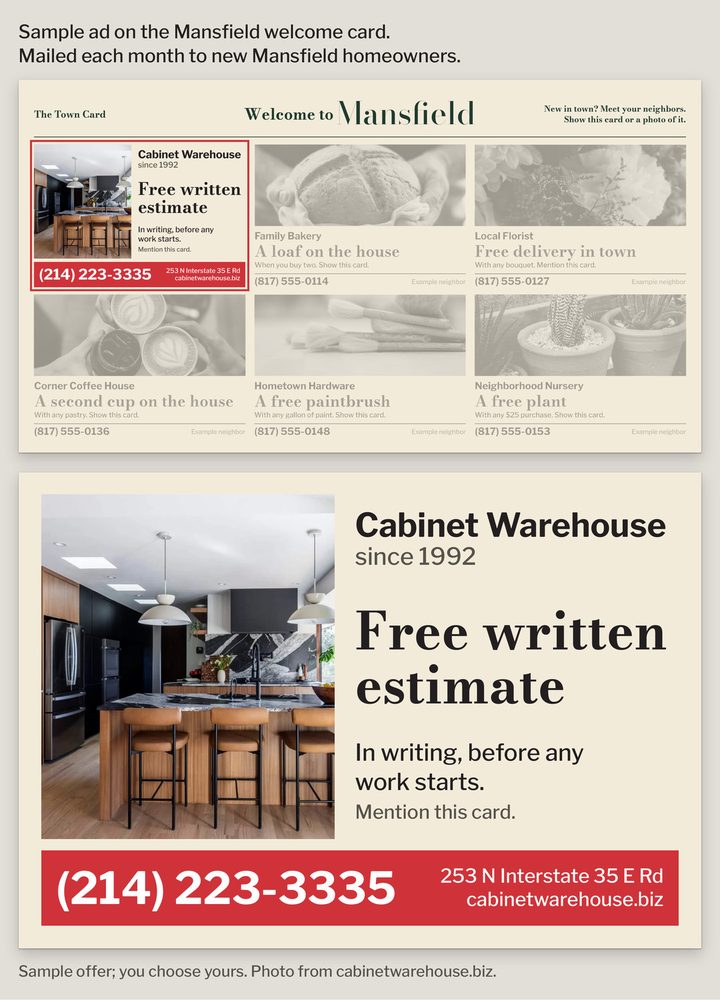 Sample ad on the Mansfield welcome card.
Mailed each month to new Mansfield homeowners.
The Town Card
Welcome to Mansfield
New in town? Meet your neighbors.
Show this card or a photo of it.
Cabinet Warehouse
since 1992
Free written
estimate
In writing, before any
work starts.
Mention this card.
(214) 223-3335
253 N Interstate 35 E Rd
cabinetwarehouse.biz
Family Bakery
A loaf on the house
When you buy two. Show this card.
(817) 555-0114
Example neighbor
Local Florist
Free delivery in town
With any bouquet. Mention this card.
(817) 555-0127
Example neighbor
Corner Coffee House
A second cup on the house
With any pastry. Show this card.
(817) 555-0136
Example neighbor
Hometown Hardware
A free paintbrush
With any gallon of paint. Show this card.
(817) 555-0148
Example neighbor
Neighborhood Nursery
A free plant
With any $25 purchase. Show this card.
(817) 555-0153
Example neighbor
Cabinet Warehouse
since 1992
Free written
estimate
In writing, before any
work starts.
Mention this card.
(214) 223-3335
253 N Interstate 35 E Rd
cabinetwarehouse.biz
Sample offer; you choose yours. Photo from cabinetwarehouse.biz.